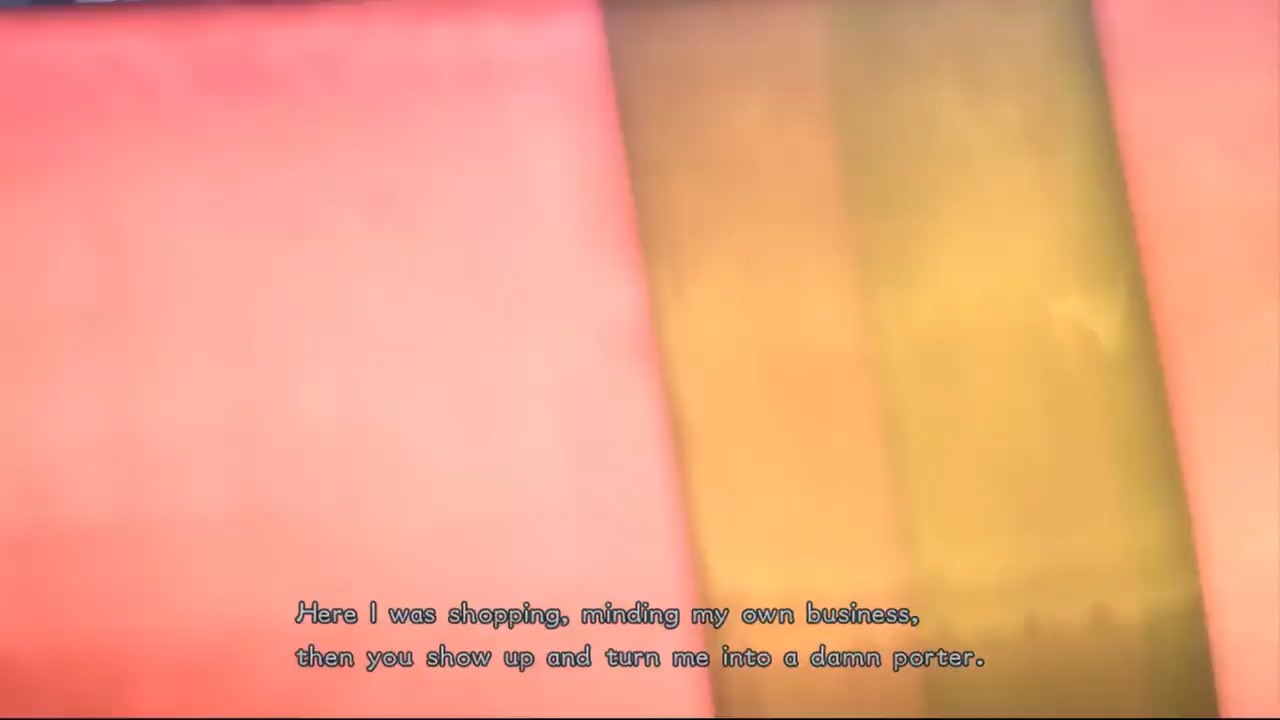 Here I was shopping, minding my own business,
then you show up and turn me into a damn porter.